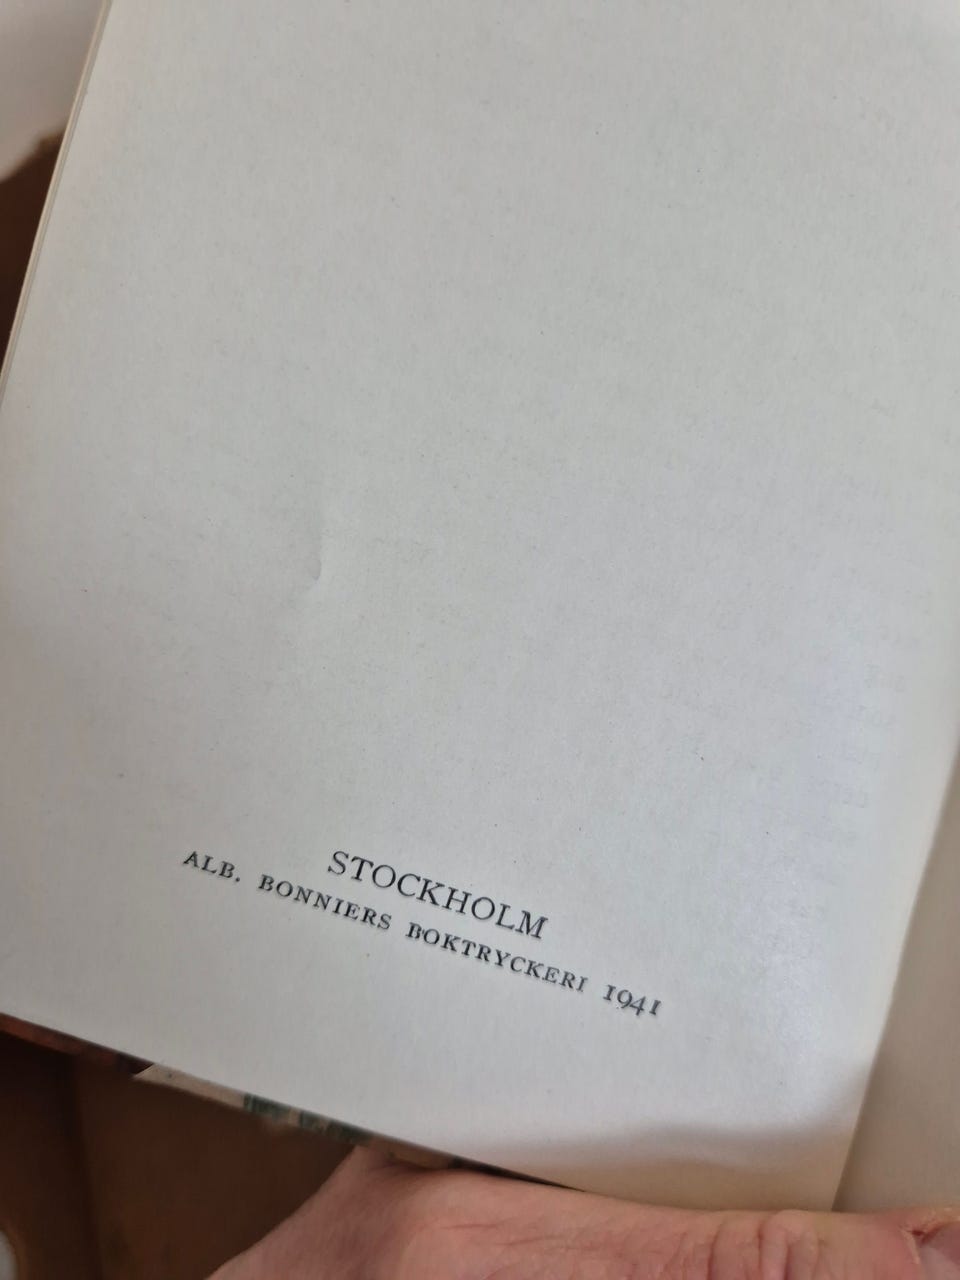 STOCKHOLM
ALB. BONNIERS BOKTRYCKERI 1941